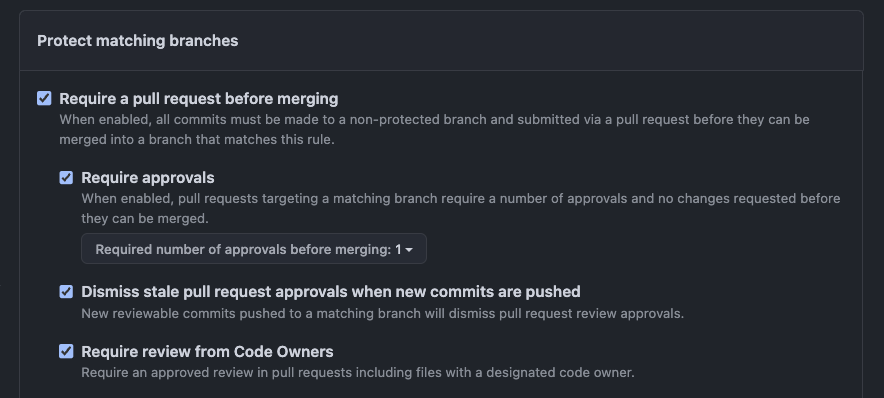 Protect matching branches
Require a pull request before merging
When enabled, all commits must be made to a non-protected branch and submitted via a pull request before they can be
merged into a branch that matches this rule.
Require approvals
When enabled, pull requests targeting a matching branch require a number of approvals and no changes requested before
they can be merged.
Required number of approvals before merging: 1
Dismiss stale pull request approvals when new commits are pushed
New reviewable commits pushed to a matching branch will dismiss pull request review approvals.
Require review from Code Owners
Require an approved review in pull requests including files with a designated code owner.